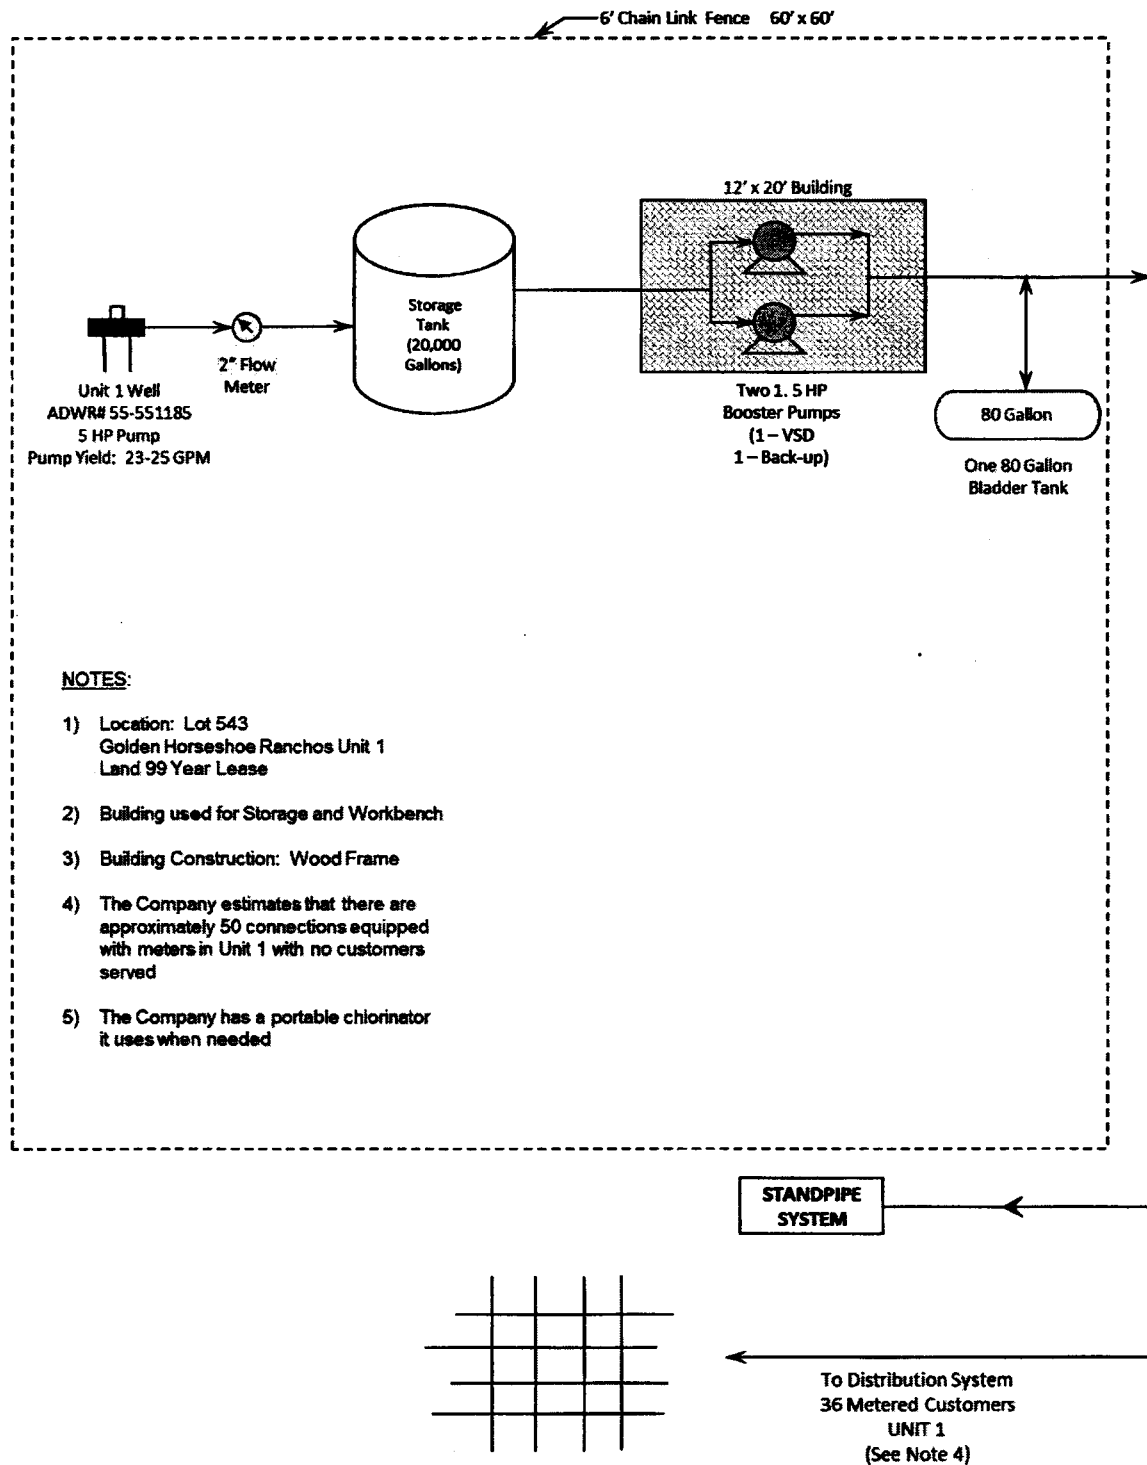 6' Chain Link Fence 60' x 60'
12' x 20' Building
Storage
Tank
(20,000
Gallons)
2" Flow
Meter
Unit 1 Well
ADWR# 55-551185
5 HP Pump
Pump Yield: 23-25 GPM
Two 1. 5 HP
Booster Pumps
(1 – VSD
1 – Back-up)
80 Gallon
One 80 Gallon
Bladder Tank
NOTES:
1) Location: Lot 543
Golden Horseshoe Ranchos Unit 1
Land 99 Year Lease
2) Building used for Storage and Workbench
3) Building Construction: Wood Frame
4) The Company estimates that there are
approximately 50 connections equipped
with meters in Unit 1 with no customers
served
5) The Company has a portable chlorinator
it uses when needed
STANDPIPE
SYSTEM
To Distribution System
36 Metered Customers
UNIT 1
(See Note 4)